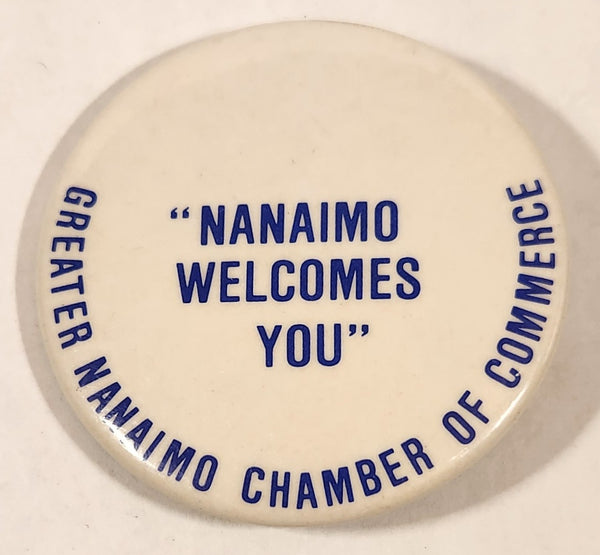 “NANAIMO
WELCOMES
YOU”
GREATER NANAIMO CHAMBER OF COMMERCE